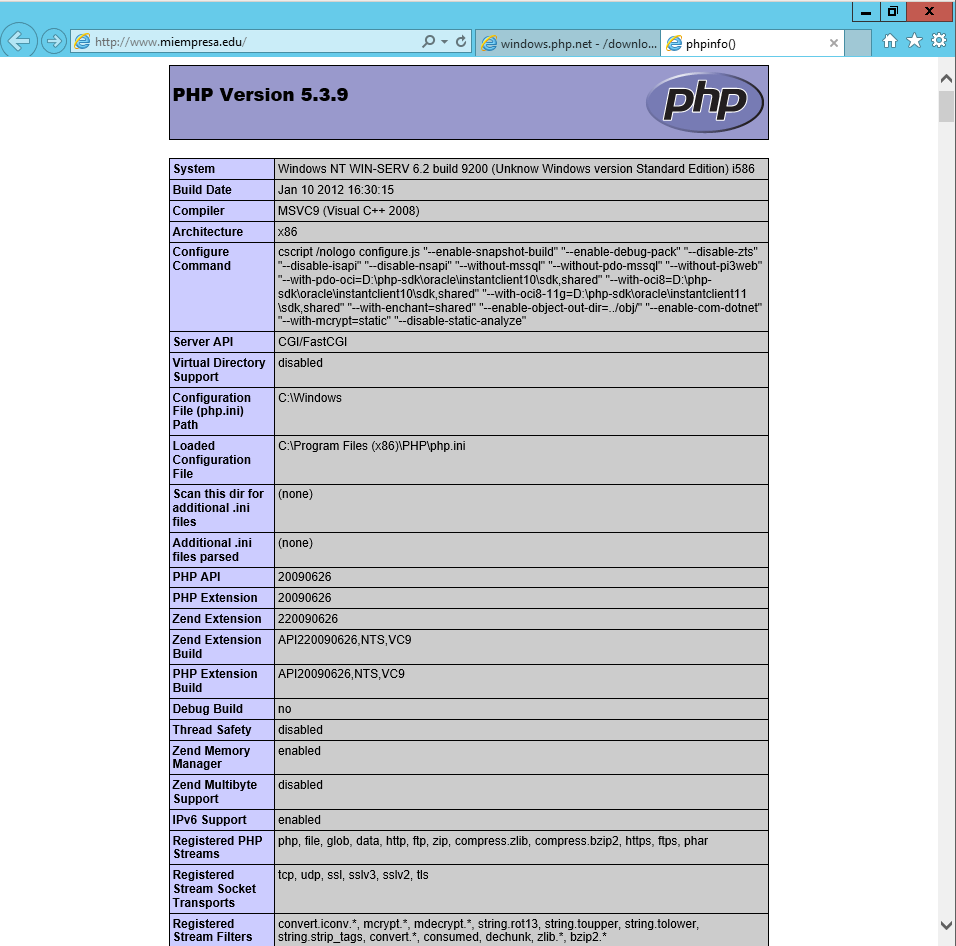 http://www.miempresa.edu/
windows.php.net - /downlo...
phpinfo()
PHP Version 5.3.9
php
System
Windows NT WIN-SERV 6.2 build 9200 (Unknow Windows version Standard Edition) i586
Build Date
Jan 10 2012 16:30:15
Compiler
MSVC9 (Visual C++ 2008)
Architecture
x86
Configure
Command
cscript /nologo configure.js "--enable-snapshot-build" "--enable-debug-pack" "--disable-zts"
"--disable-isapi" "--disable-nsapi" "--without-mssql" "--without-pdo-mssql" "--without-pi3web"
"--with-pdo-oci=D:\php-sdk\oracle\instantclient10\sdk,shared" "--with-oci8=D:\php-
sdk\oracle\instantclient10\sdk,shared" "--with-oci8-11g=D:\php-sdk\oracle\instantclient11
\sdk,shared" "--with-enchant=shared" "--enable-object-out-dir=../obj/" "--enable-com-dotnet"
"--with-mcrypt=static" "--disable-static-analyze"
Server API
CGI/FastCGI
Virtual Directory
Support
disabled
Configuration
File (php.ini)
Path
C:\Windows
Loaded
Configuration
File
C:\Program Files (x86)\PHP\php.ini
Scan this dir for
additional .ini
files
(none)
Additional .ini
files parsed
(none)
PHP API
20090626
PHP Extension
20090626
Zend Extension
220090626
Zend Extension
Build
API220090626,NTS,VC9
PHP Extension
Build
API20090626,NTS,VC9
Debug Build
no
Thread Safety
disabled
Zend Memory
Manager
enabled
Zend Multibyte
Support
disabled
IPv6 Support
enabled
Registered PHP
Streams
php, file, glob, data, http, ftp, zip, compress.zlib, compress.bzip2, https, ftps, phar
Registered
Stream Socket
Transports
tcp, udp, ssl, sslv3, sslv2, tls
Registered
Stream Filters
convert.iconv.*, mcrypt.*, mdecrypt.*, string.rot13, string.toupper, string.tolower,
string.strip_tags, convert.*, consumed, dechunk, zlib.*, bzip2.*